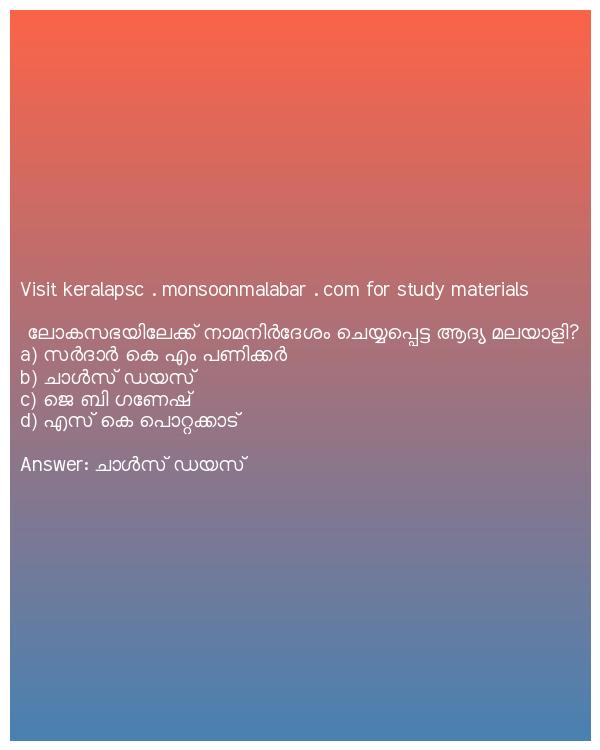 Visit keralapsc . monsoonmalabar . com for study materials
ലോകസഭയിലേക്ക് നാമനിർദേശം ചെയ്യപ്പെട്ട ആദ്യ മലയാളി?
a) സർദാർ കെ എം പണിക്കർ
b) ചാൾസ് ഡയസ്
c) ജെ ബി ഗണേഷ്
d) എസ് കെ പൊറ്റക്കാട്
Answer: ചാൾസ് ഡയസ്